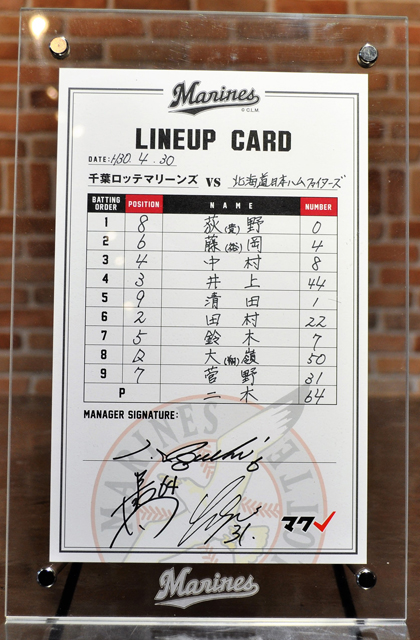 Marines
© C.L.M.
LINEUP CARD
DATE: H30. 4. 30
千葉ロッテマリーンズ VS 北海道日本ハムファイターズ
BATTING ORDER POSITION NAME NUMBER
1 8 荻(貴)野 0
2 6 藤(裕)岡 4
3 4 中村 8
4 3 井上 44
5 9 清田 1
6 2 田村 22
7 5 鈴木 7
8 D 大(翔)嶺 50
9 7 菅野 31
P 二木 64
MANAGER SIGNATURE:
64
31
マクレ
MARINES
Marines